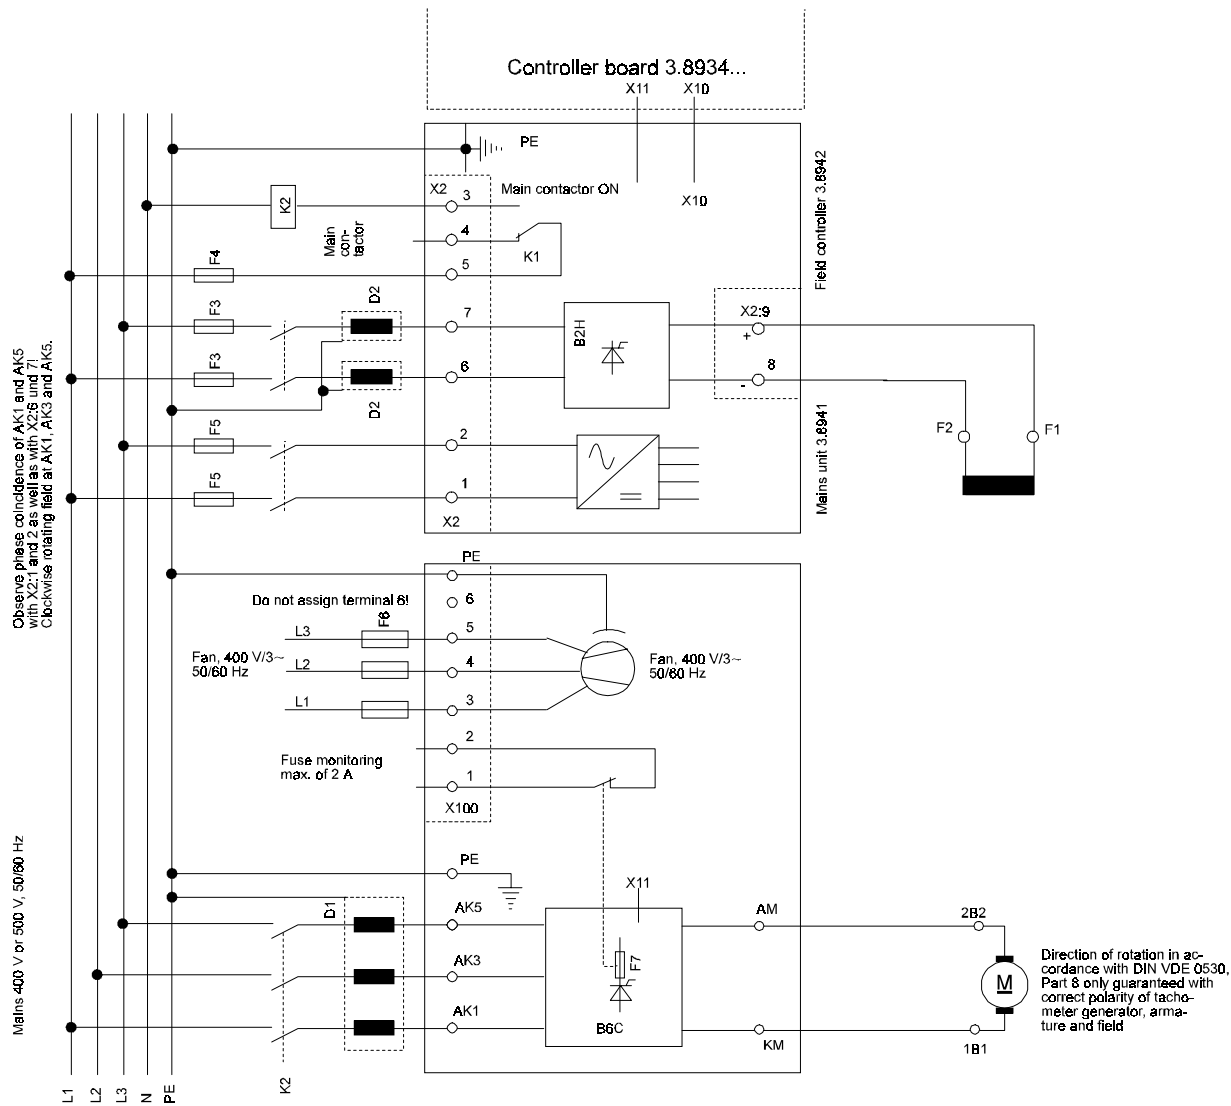 Controller board 3.8934...
X11
X10
PE
X10
Field controller 3.8942
X2
3
Main contactor ON
K2
Main
con-
tactor
4
K1
F4
5
F3
D2
7
B2H
X2:9
+
F3
D2
6
8
-
F2
F1
Mains unit 3.8941
F5
2
F5
1
X2
Observe phase coincidence of AK1 and AK5
with X2:1 and 2 as well as with X2:6 und 7!
Clockwise rotating field at AK1, AK3 and AK5.
PE
Do not assign terminal 6!
6
F6
L3
5
Fan, 400 V/3~
50/60 Hz
L2
4
Fan, 400 V/3~
50/60 Hz
L1
3
2
Fuse monitoring
max. of 2 A
1
X100
PE
X11
D1
AK5
AM
2B2
AK3
F7
M
AK1
B6C
KM
1B1
Direction of rotation in ac-
cordance with DIN VDE 0530,
Part 8 only guaranteed with
correct polarity of tacho-
meter generator, arma-
ture and field
Mains 400 V or 500 V, 50/60 Hz
L1
L2
L3
N
PE
K2